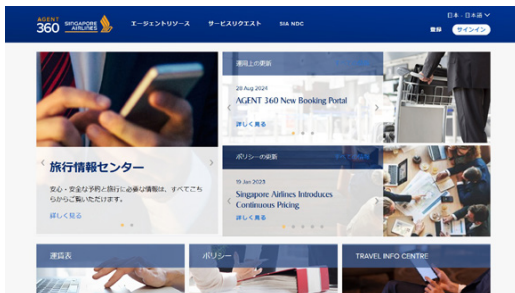 AGENT
360
SINGAPORE
AIRLINES
エージェントリソース
サービスリクエスト
SIA NDC
日本 - 日本語
登録
サインイン
運用上の更新
28 Aug 2024
AGENT 360 New Booking Portal
詳しく見る
旅行情報センター
安心・安全な予約と旅行に必要な情報は、すべてこち
らからご覧いただけます。
詳しく見る
ポリシーの更新
19 Jan 2023
Singapore Airlines Introduces
Continuous Pricing
詳しく見る
運賃表
ポリシー
TRAVEL INFO CENTRE